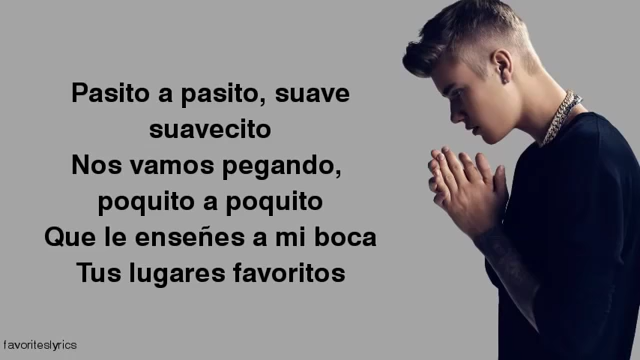 Pasito a pasito, suave
suavecito
Nos vamos pegando,
poquito a poquito
Que le enseñes a mi boca
Tus lugares favoritos
favoriteslyrics